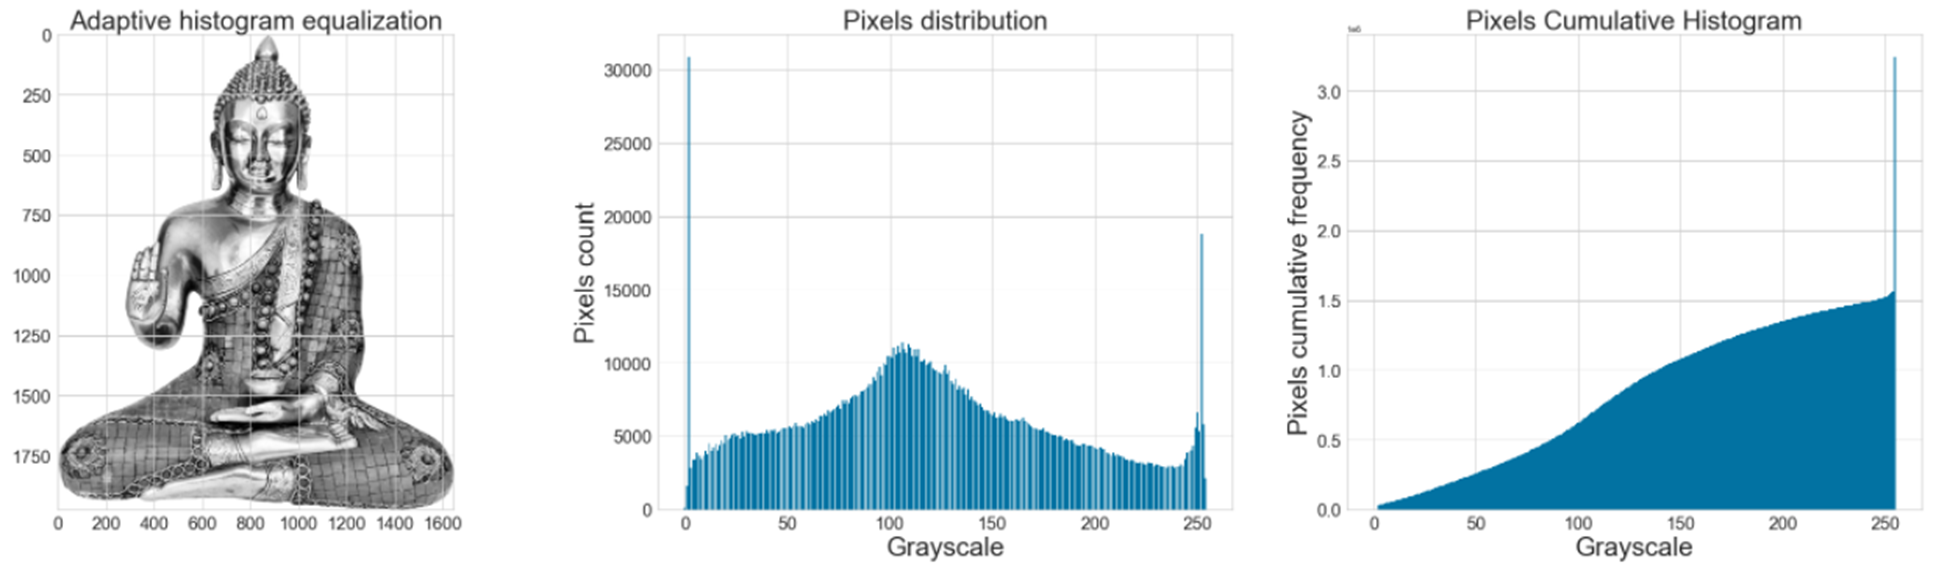 Adaptive histogram equalization
0
250
500
750
1000
1250
1500
1750
0 200 400 600 800 1000 1200 1400 1600
Pixels distribution
Pixels count
30000
25000
20000
15000
10000
5000
0
0 50 100 150 200 250
Grayscale
Pixels Cumulative Histogram
1e6
Pixels cumulative frequency
3.0
2.5
2.0
1.5
1.0
0.5
0.0
0 50 100 150 200 250
Grayscale